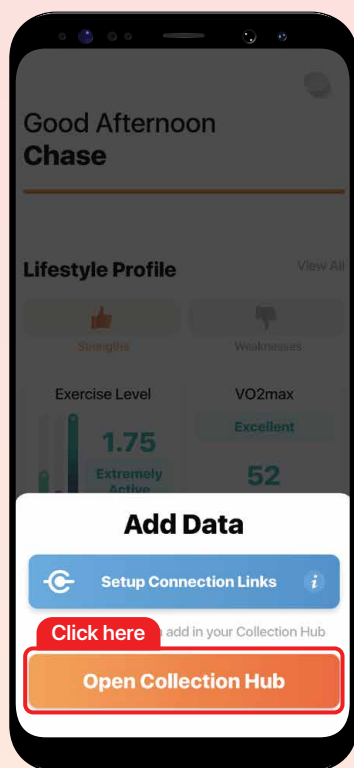 Good Afternoon
Chase
Lifestyle Profile
View All
Strengths
Weaknesses
Exercise Level
VO2max
1.75
Excellent
Extremely
Active
52
Add Data
Setup Connection Links
i
Click here
add in your Collection Hub
Open Collection Hub